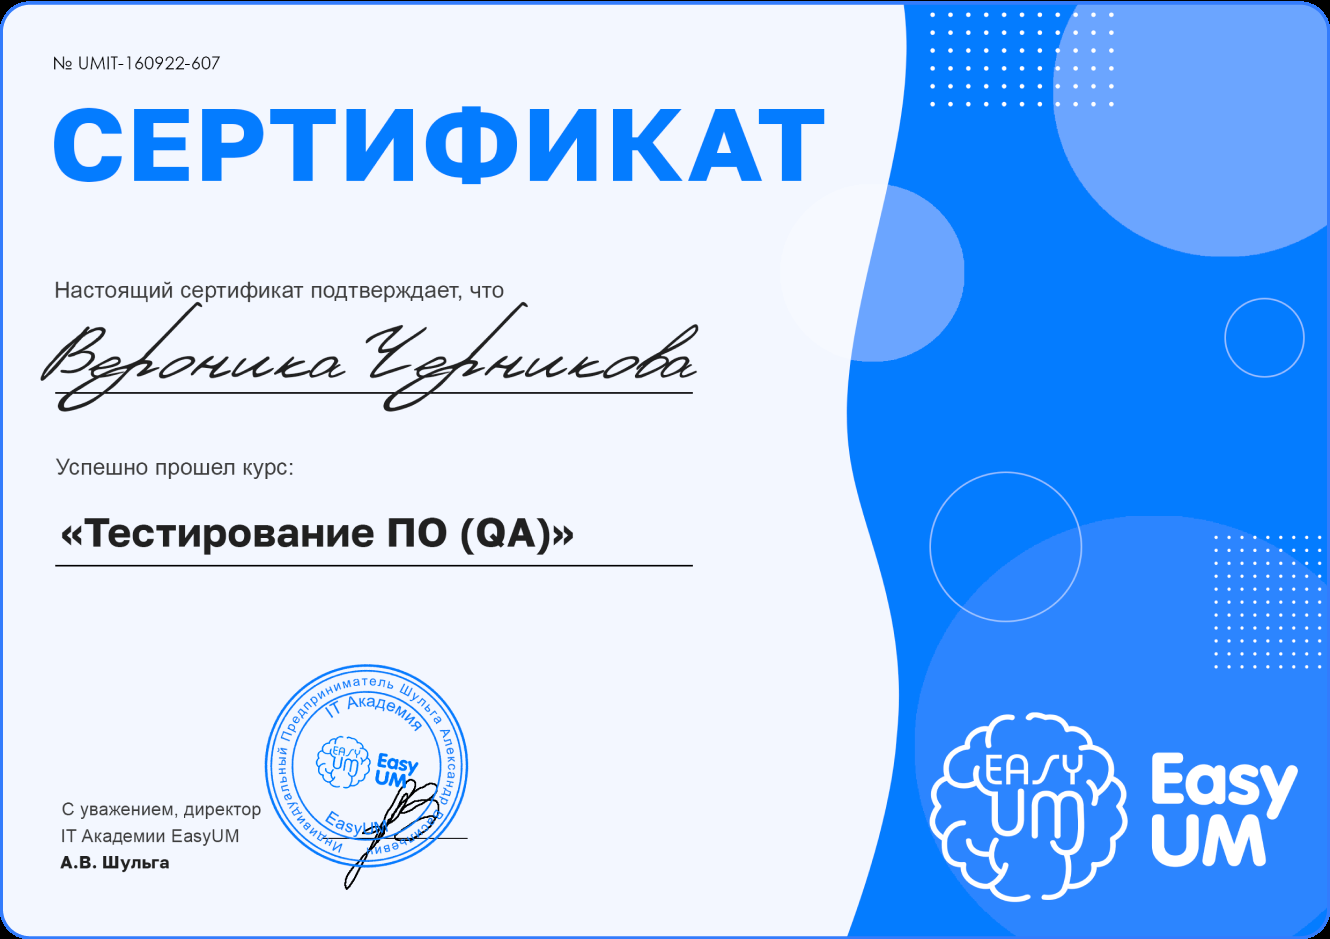 № UMIT-160922-607
СЕРТИФИКАТ
Настоящий сертификат подтверждает, что
Вероника Черникова
Успешно прошел курс:
«Тестирование ПО (QA)»
Индивидуальный Предприниматель Шульга Александр
IT Академия
EASY
UM
Easy
UM
EasyUM
С уважением, директор
IT Академии EasyUM
А.В. Шульга
EASY
UM
Easy
UM